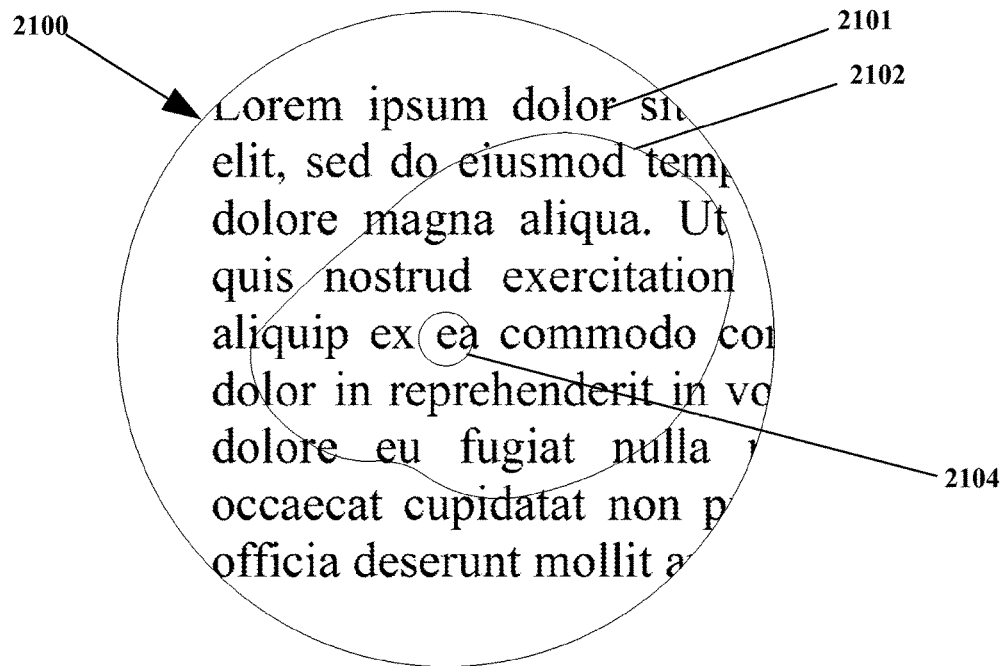 2100
2101
2102
Lorem ipsum dolor sit
elit, sed do eiusmod temp
dolore magna aliqua. Ut
quis nostrud exercitation
aliquip ex ea commodo con
dolor in reprehenderit in vo
dolore eu fugiat nulla
2104
occaecat cupidatat non p
officia deserunt mollit a